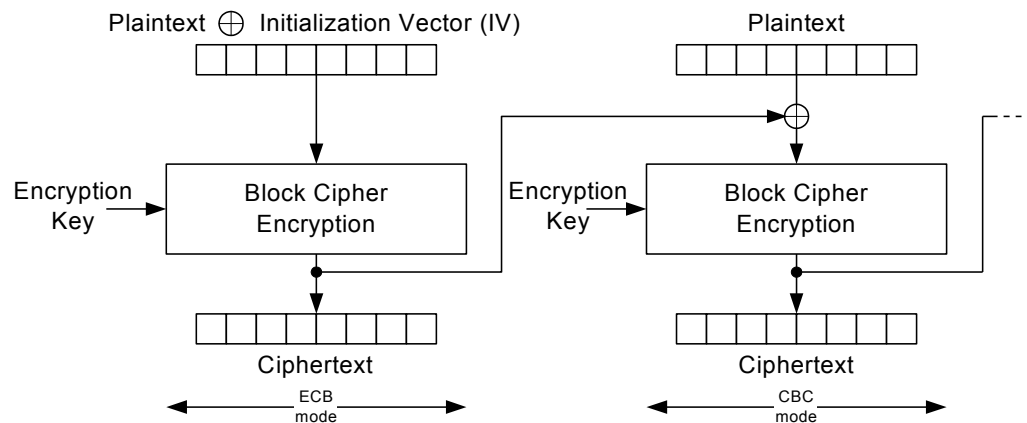 Plaintext ⊕ Initialization Vector (IV)
Plaintext
Encryption
Key
Block Cipher
Encryption
Encryption
Key
Block Cipher
Encryption
Ciphertext
Ciphertext
ECB
mode
CBC
mode